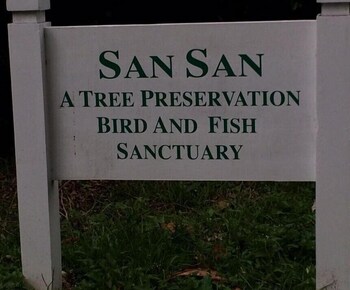 SAN SAN
A TREE PRESERVATION
BIRD AND FISH
SANCTUARY